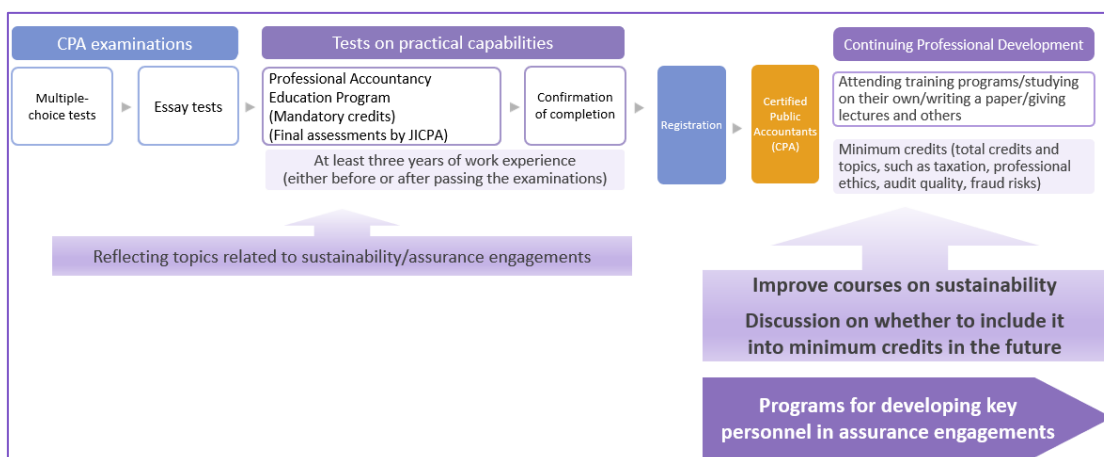 CPA examinations
Tests on practical capabilities
Continuing Professional Development
Multiple-
choice tests
Essay tests
Professional Accountancy
Education Program
(Mandatory credits)
(Final assessments by JICPA)
Confirmation
of completion
Registration
Certified
Public
Accountants
(CPA)
Attending training programs/studying
on their own/writing a paper/giving
lectures and others
At least three years of work experience
(either before or after passing the examinations)
Minimum credits (total credits and
topics, such as taxation, professional
ethics, audit quality, fraud risks)
Reflecting topics related to sustainability/assurance engagements
Improve courses on sustainability
Discussion on whether to include it
into minimum credits in the future
Programs for developing key
personnel in assurance engagements